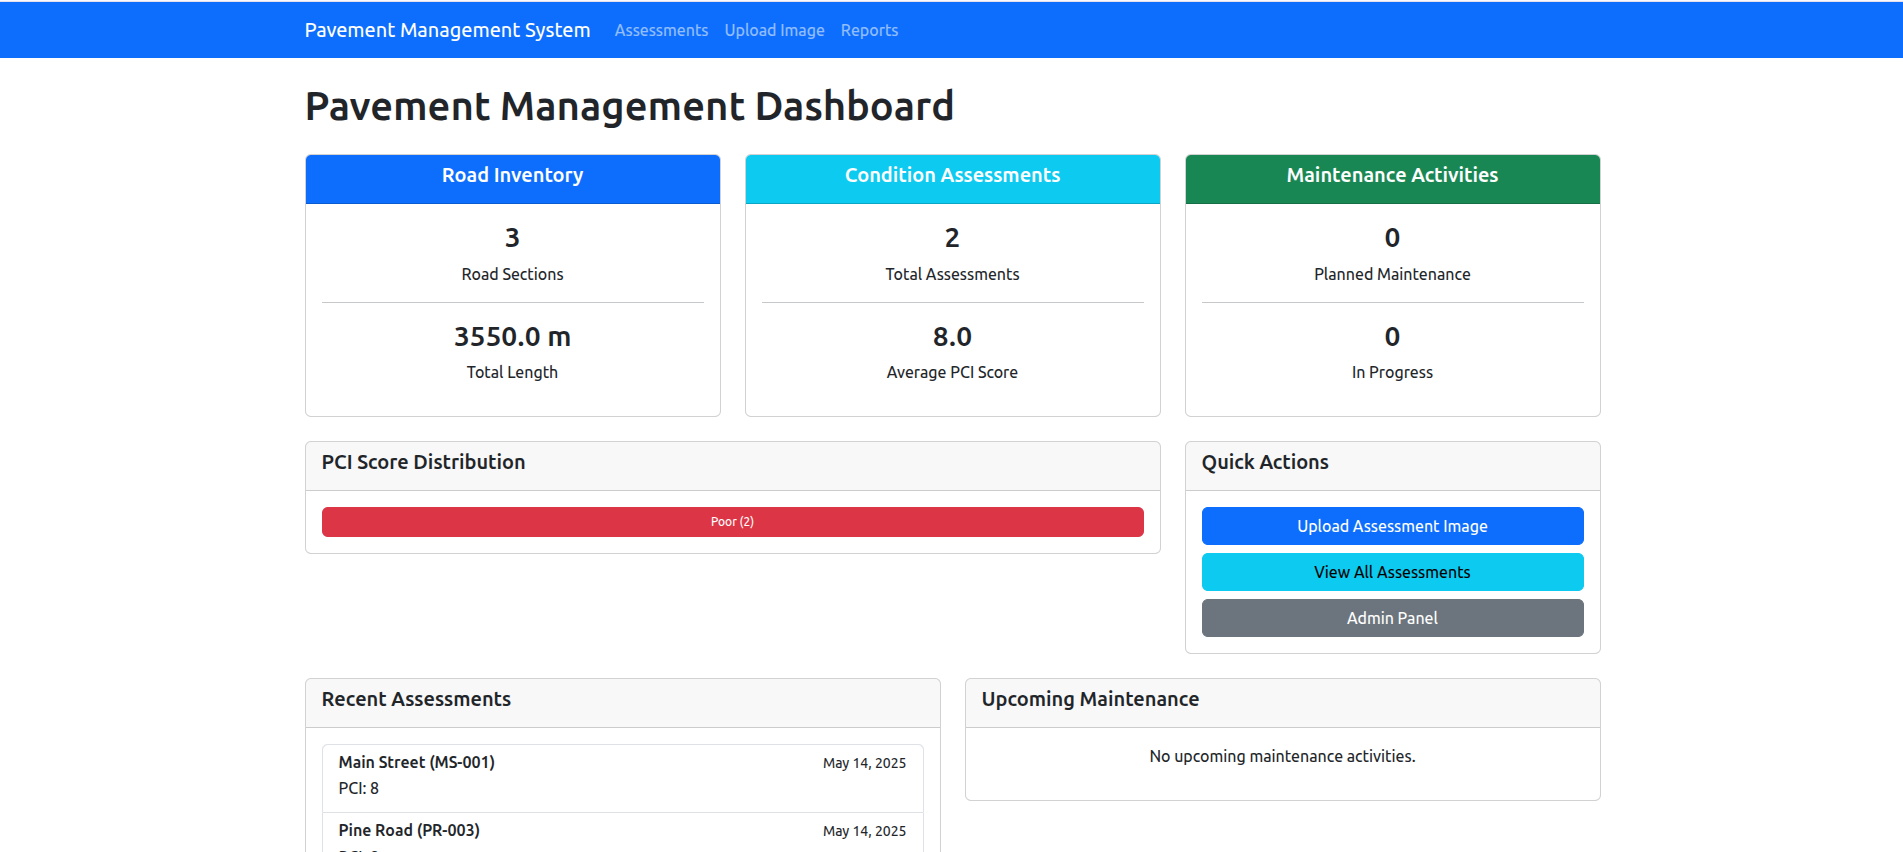 Pavement Management System Assessments Upload Image Reports
Pavement Management Dashboard
Road Inventory
3
Road Sections
3550.0 m
Total Length
Condition Assessments
2
Total Assessments
8.0
Average PCI Score
Maintenance Activities
0
Planned Maintenance
0
In Progress
PCI Score Distribution
Poor (2)
Quick Actions
Upload Assessment Image
View All Assessments
Admin Panel
Recent Assessments
Main Street (MS-001) May 14, 2025
PCI: 8
Pine Road (PR-003) May 14, 2025
Upcoming Maintenance
No upcoming maintenance activities.